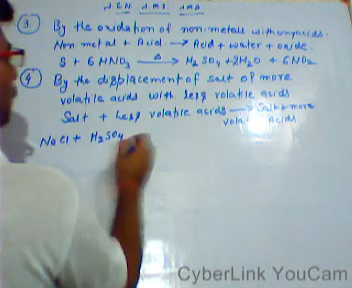 ③ By the oxidation of non-metals with oxyacids.
Non metal + Acid → Acid + water + oxide.
S + 6HNO3 —Δ→ H2SO4 + 2H2O + 6NO2
④ By the displacement of salt of more
volatile acids with less volatile acids
Salt + less volatile acids → Salt + more
volatile Acids
NaCl + H2SO4
CyberLink YouCam